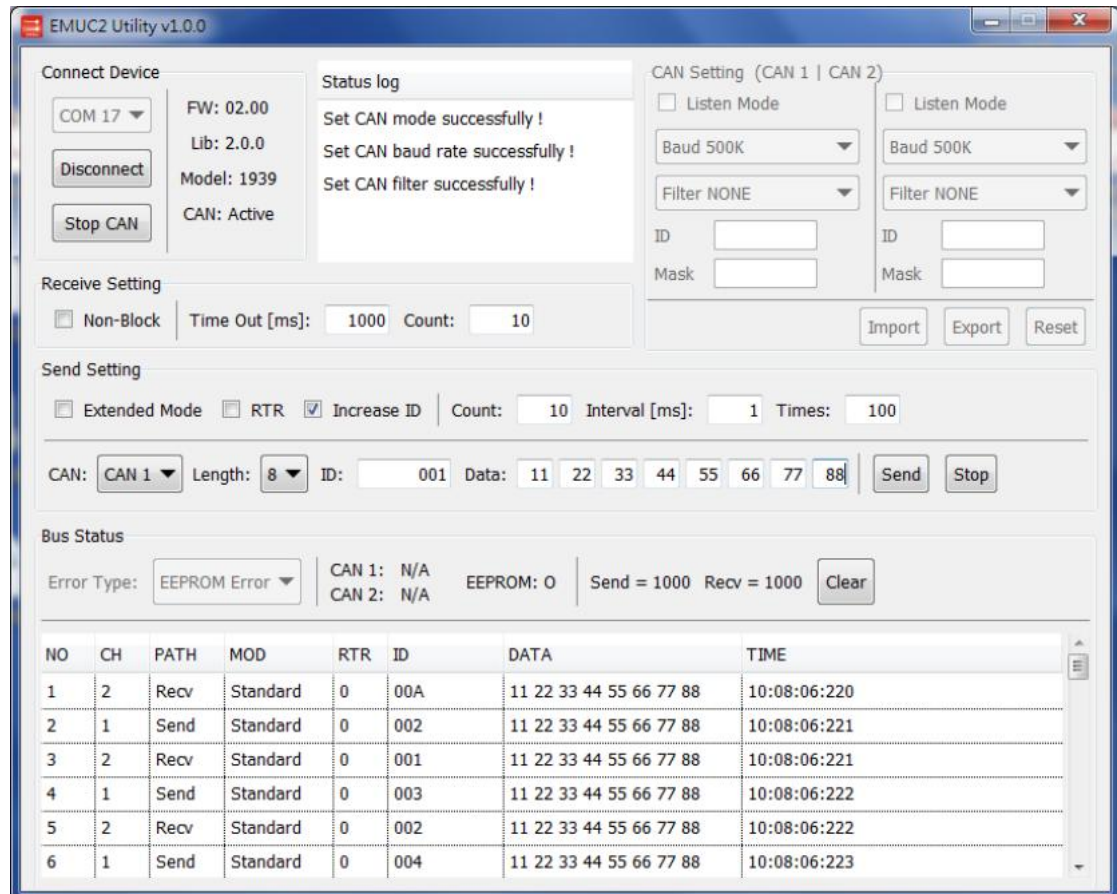 EMUC2 Utility v1.0.0
Connect Device
COM 17
Disconnect
Stop CAN
FW: 02.00
Lib: 2.0.0
Model: 1939
CAN: Active
Status log
Set CAN mode successfully !
Set CAN baud rate successfully !
Set CAN filter successfully !
CAN Setting (CAN 1 | CAN 2)
Listen Mode
Baud 500K
Filter NONE
ID
Mask
Listen Mode
Baud 500K
Filter NONE
ID
Mask
Import Export Reset
Receive Setting
Non-Block Time Out [ms]: 1000 Count: 10
Send Setting
Extended Mode RTR Increase ID Count: 10 Interval [ms]: 1 Times: 100
CAN: CAN 1 Length: 8 ID: 001 Data: 11 22 33 44 55 66 77 88 Send Stop
Bus Status
Error Type: EEPROM Error
CAN 1: N/A
CAN 2: N/A
EEPROM: O
Send = 1000 Recv = 1000 Clear
NO CH PATH MOD RTR ID DATA TIME
1 2 Recv Standard 0 00A 11 22 33 44 55 66 77 88 10:08:06:220
2 1 Send Standard 0 002 11 22 33 44 55 66 77 88 10:08:06:221
3 2 Recv Standard 0 001 11 22 33 44 55 66 77 88 10:08:06:221
4 1 Send Standard 0 003 11 22 33 44 55 66 77 88 10:08:06:222
5 2 Recv Standard 0 002 11 22 33 44 55 66 77 88 10:08:06:222
6 1 Send Standard 0 004 11 22 33 44 55 66 77 88 10:08:06:223